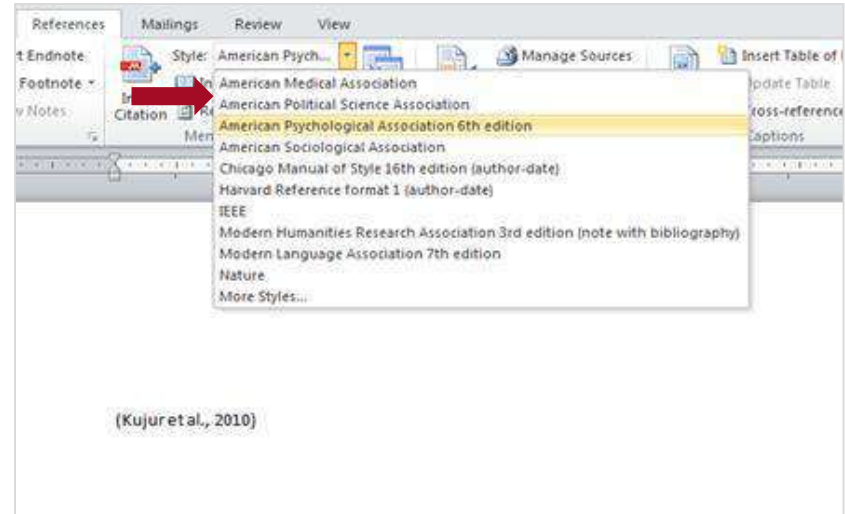 References Mailings Review View
t Endnote Style: American Psych... Manage Sources Insert Table of
Footnote Update Table
Notes Citation cross-reference
Captions
American Medical Association
American Political Science Association
American Psychological Association 6th edition
American Sociological Association
Chicago Manual of Style 16th edition (author-date)
Harvard Reference format 1 (author-date)
IEEE
Modern Humanities Research Association 3rd edition (note with bibliography)
Modern Language Association 7th edition
Nature
More Styles...
(Kujur et al., 2010)